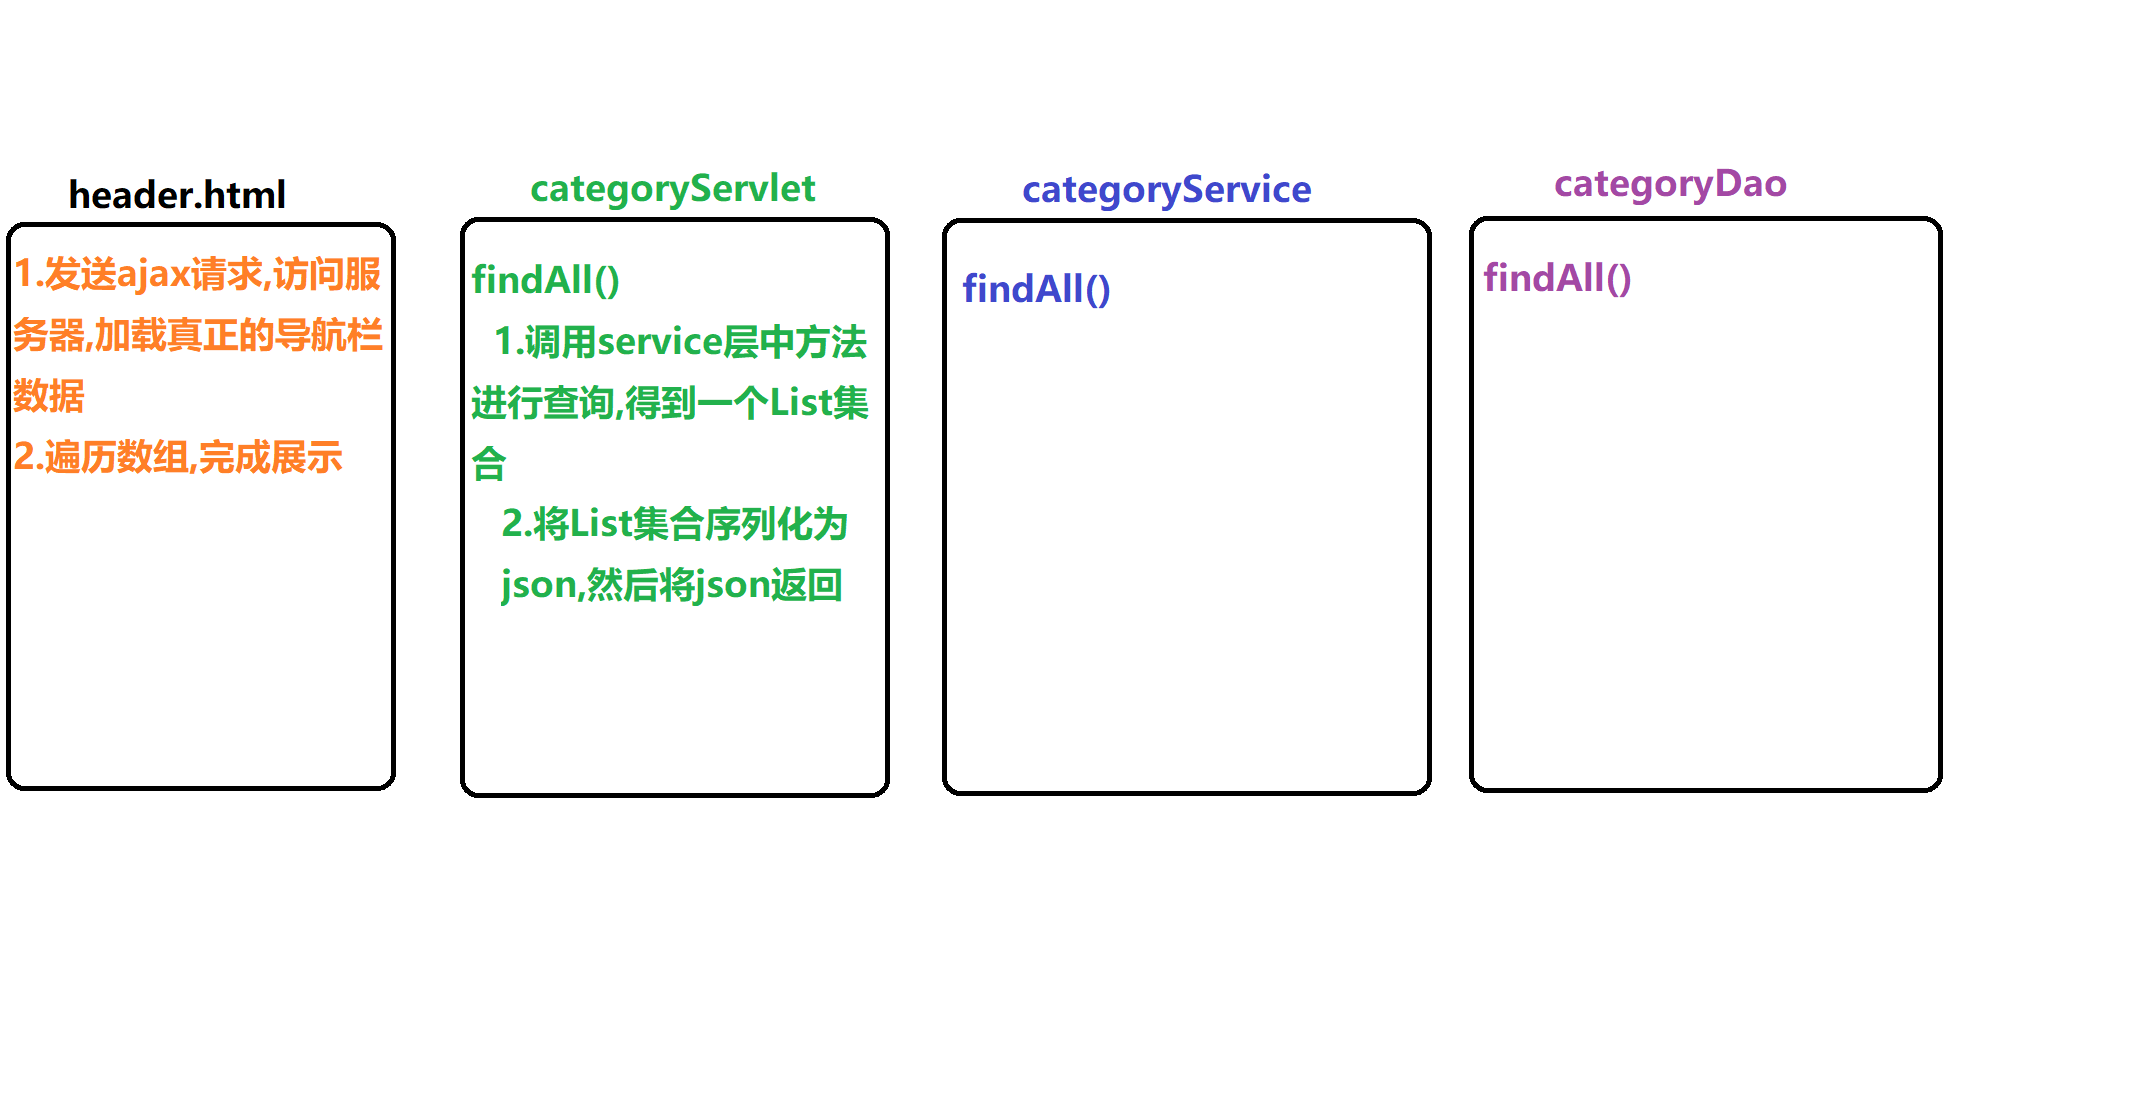 header.html
1.发送ajax请求,访问服
务器,加载真正的导航栏
数据
2.遍历数组,完成展示
categoryServlet
findAll()
1.调用service层中方法
进行查询,得到一个List集
合
2.将List集合序列化为
json,然后将json返回
categoryService
findAll()
categoryDao
findAll()